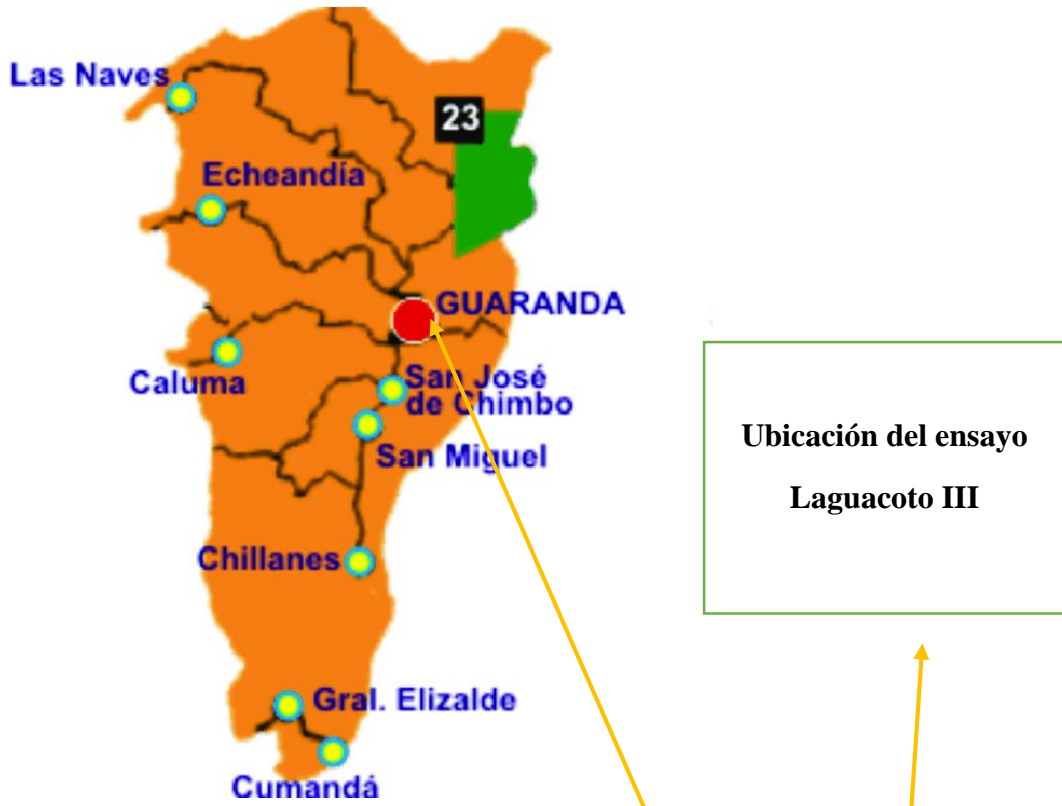 Las Naves
23
Echeandía
GUARANDA
Caluma
San José
de Chimbo
San Miguel
Chillanes
Gral. Elizalde
Cumandá
Ubicación del ensayo
Laguacoto III